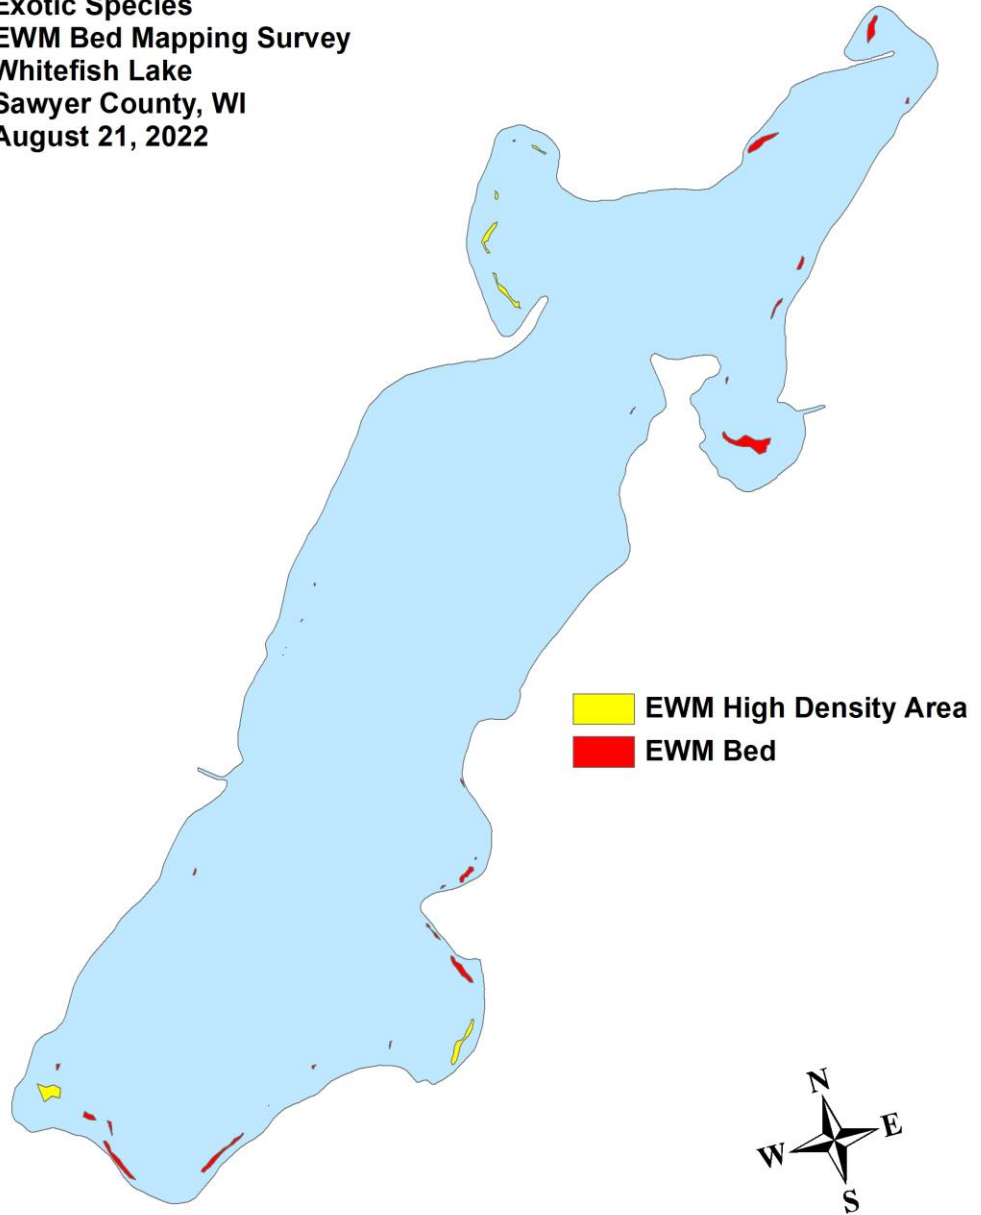 Exotic Species
EWM Bed Mapping Survey
Whitefish Lake
Sawyer County, WI
August 21, 2022
EWM High Density Area
EWM Bed
N
E
W
S